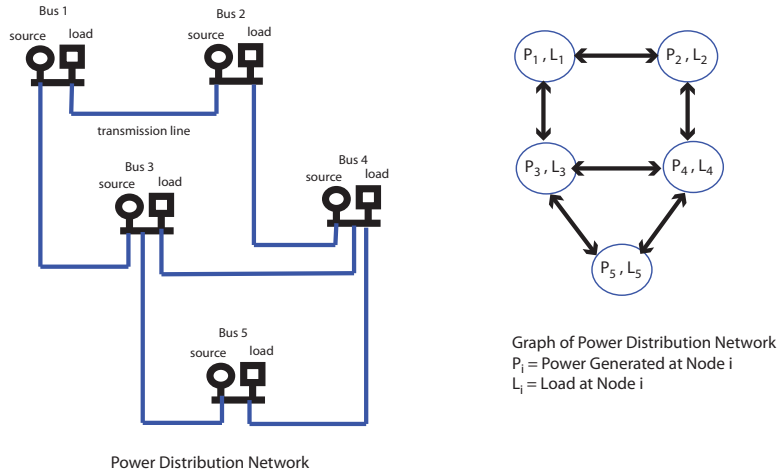 Bus 1
source load
Bus 2
source load
transmission line
Bus 3
source load
Bus 4
source load
Bus 5
source load
Power Distribution Network
P₁ , L₁
P₂ , L₂
P₃ , L₃
P₄ , L₄
P₅ , L₅
Graph of Power Distribution Network
Pᵢ = Power Generated at Node i
Lᵢ = Load at Node i